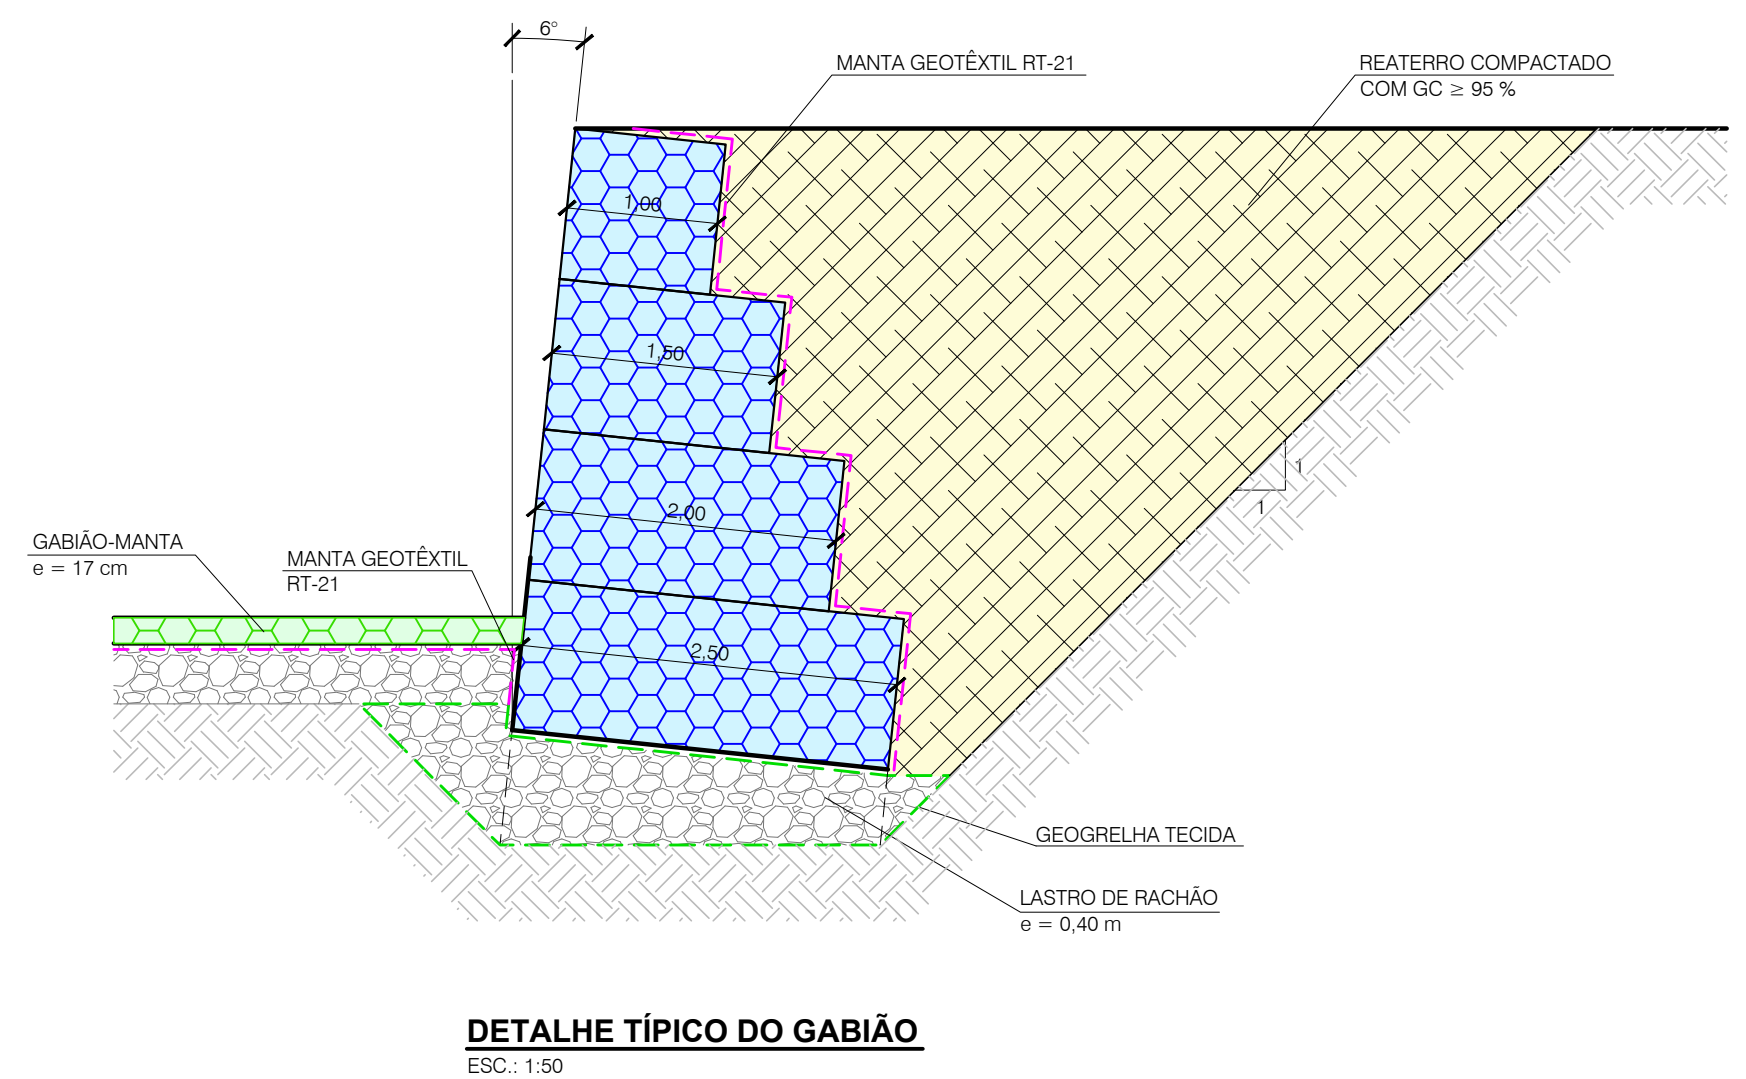 6°
MANTA GEOTÊXTIL RT-21
REATERRO COMPACTADO
COM GC ≥ 95 %
1,00
1,50
2,00
2,50
1
1
GABIÃO-MANTA
e = 17 cm
MANTA GEOTÊXTIL
RT-21
GEOGRELHA TECIDA
LASTRO DE RACHÃO
e = 0,40 m
DETALHE TÍPICO DO GABIÃO
ESC.: 1:50